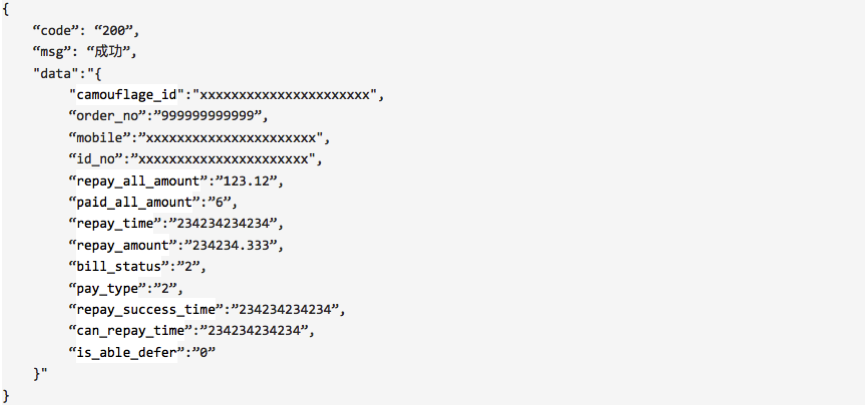 {
“code”: “200”,
“msg”: “成功”,
"data":"{
"camouflage_id":"xxxxxxxxxxxxxxxxxxxxxx",
“order_no”:”999999999999”,
“mobile”:”xxxxxxxxxxxxxxxxxxxxxx",
“id_no”:”xxxxxxxxxxxxxxxxxxxxxx",
“repay_all_amount”:”123.12”,
“paid_all_amount”:”6”,
“repay_time”:”234234234234”,
“repay_amount”:”234234.333”,
“bill_status”:”2”,
“pay_type”:”2”,
“repay_success_time”:”234234234234”,
“can_repay_time”:”234234234234”,
“is_able_defer”:”0”
}"
}